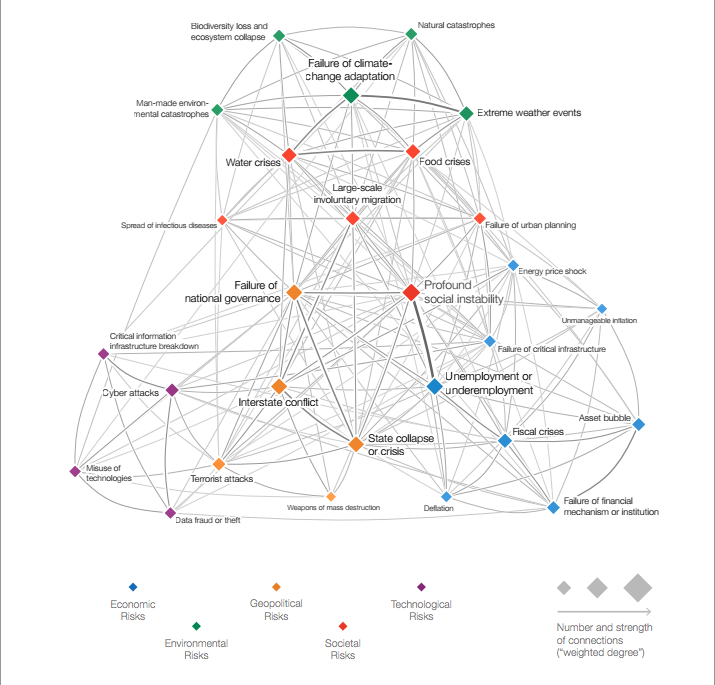 Biodiversity loss and
ecosystem collapse
Natural catastrophes
Failure of climate-
change adaptation
Man-made environ-
mental catastrophes
Extreme weather events
Water crises
Food crises
Large-scale
involuntary migration
Spread of infectious diseases
Failure of urban planning
Energy price shock
Failure of
national governance
Profound
social instability
Unmanageable inflation
Critical information
infrastructure breakdown
Failure of critical infrastructure
Cyber attacks
Unemployment or
underemployment
Interstate conflict
Asset bubble
State collapse
or crisis
Fiscal crises
Misuse of
technologies
Terrorist attacks
Weapons of mass destruction
Deflation
Failure of financial
mechanism or institution
Data fraud or theft
Economic
Risks
Geopolitical
Risks
Technological
Risks
Environmental
Risks
Societal
Risks
Number and strength
of connections
("weighted degree")